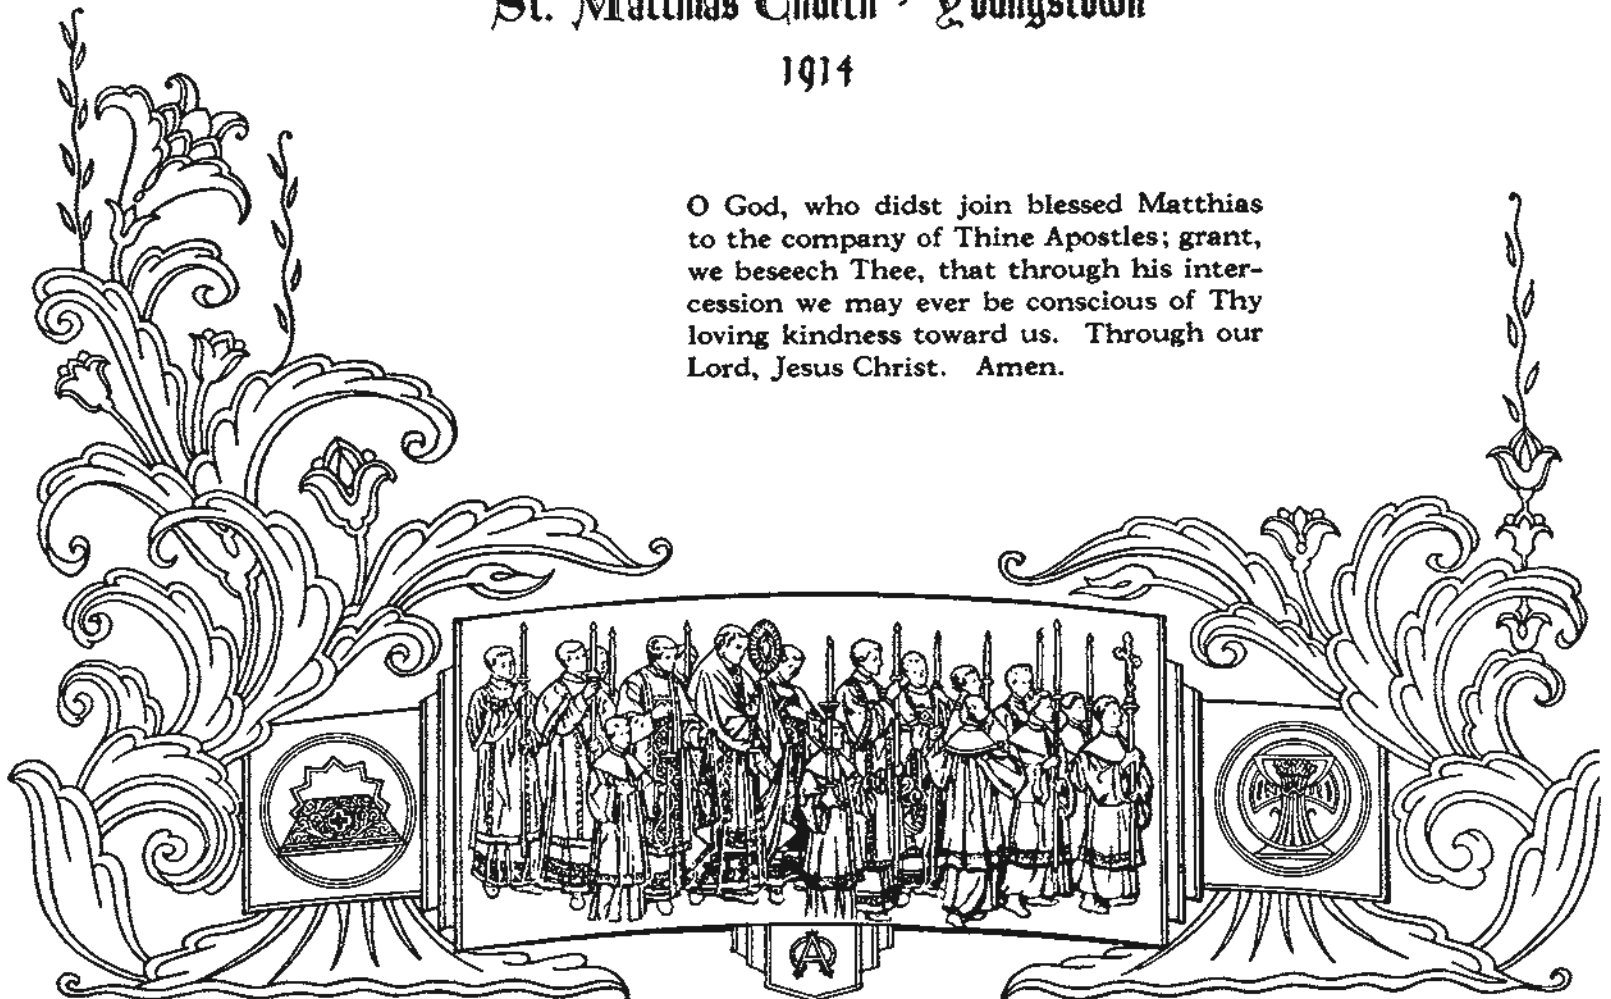 St. Matthias Church · Youngstown
1914
O God, who didst join blessed Matthias
to the company of Thine Apostles; grant,
we beseech Thee, that through his inter-
cession we may ever be conscious of Thy
loving kindness toward us. Through our
Lord, Jesus Christ. Amen.